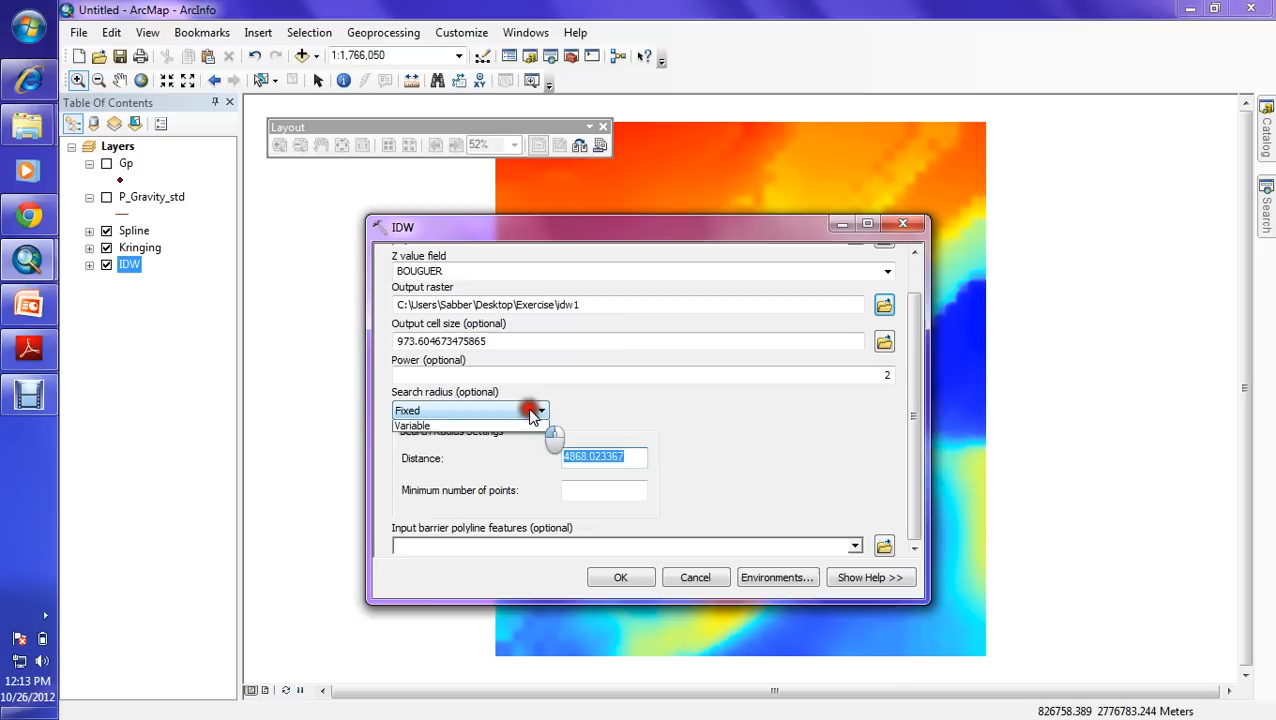 Untitled - ArcMap - ArcInfo
File Edit View Bookmarks Insert Selection Geoprocessing Customize Windows Help
1:1,766,050
Table Of Contents
Layers
Gp
P_Gravity_std
Spline
Kringing
IDW
Layout
52%
IDW
Z value field
BOUGUER
Output raster
C:\Users\Sabber\Desktop\Exercise\idw1
Output cell size (optional)
973.604673475865
Power (optional)
2
Search radius (optional)
Fixed
Variable
Search Radius Settings
Distance: 4868.023367
Minimum number of points:
Input barrier polyline features (optional)
OK Cancel Environments... Show Help >>
Catalog
Search
12:13 PM
10/26/2012
826758.389 2776783.244 Meters